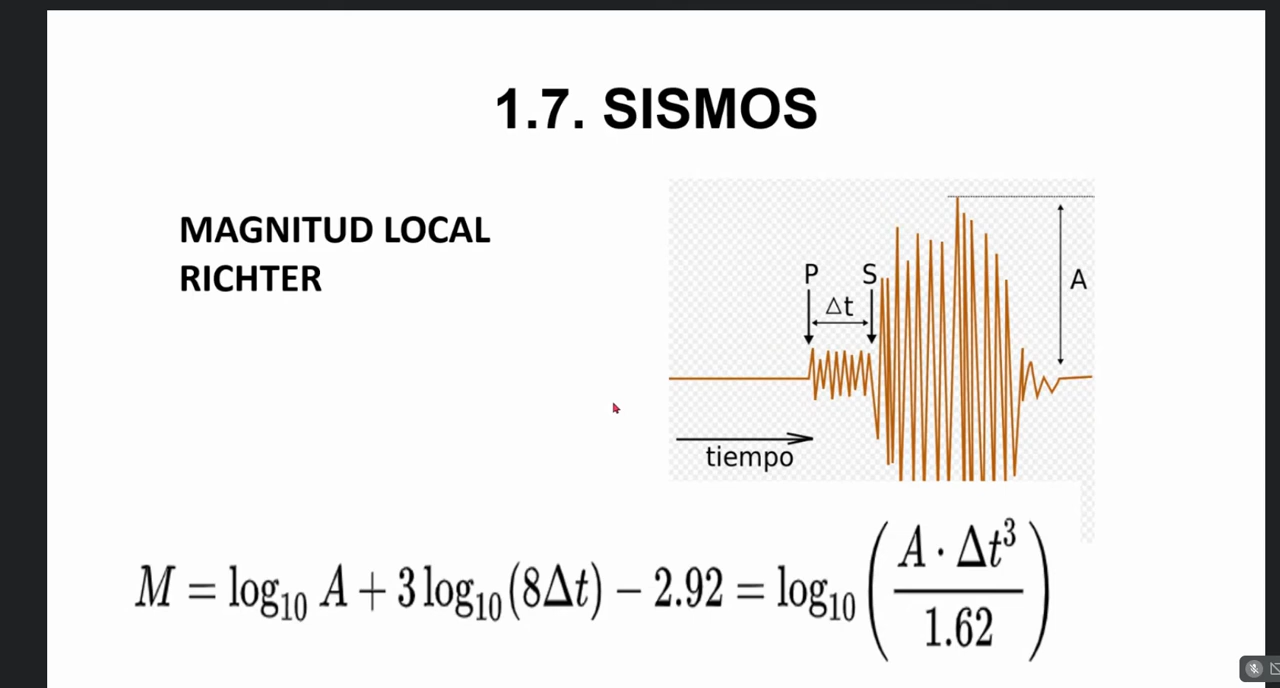 1.7. SISMOS
MAGNITUD LOCAL
RICHTER
P
S
Δt
A
tiempo
M = log₁₀ A + 3 log₁₀ (8Δt) − 2.92 = log₁₀ (A · Δt³ / 1.62)